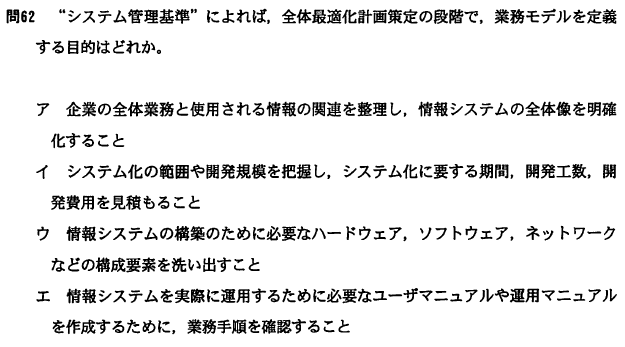 問62 “システム管理基準”によれば，全体最適化計画策定の段階で，業務モデルを定義
する目的はどれか。
ア 企業の全体業務と使用される情報の関連を整理し，情報システムの全体像を明確
化すること
イ システム化の範囲や開発規模を把握し，システム化に要する期間，開発工数，開
発費用を見積もること
ウ 情報システムの構築のために必要なハードウェア，ソフトウェア，ネットワーク
などの構成要素を洗い出すこと
エ 情報システムを実際に運用するために必要なユーザマニュアルや運用マニュアル
を作成するために，業務手順を確認すること